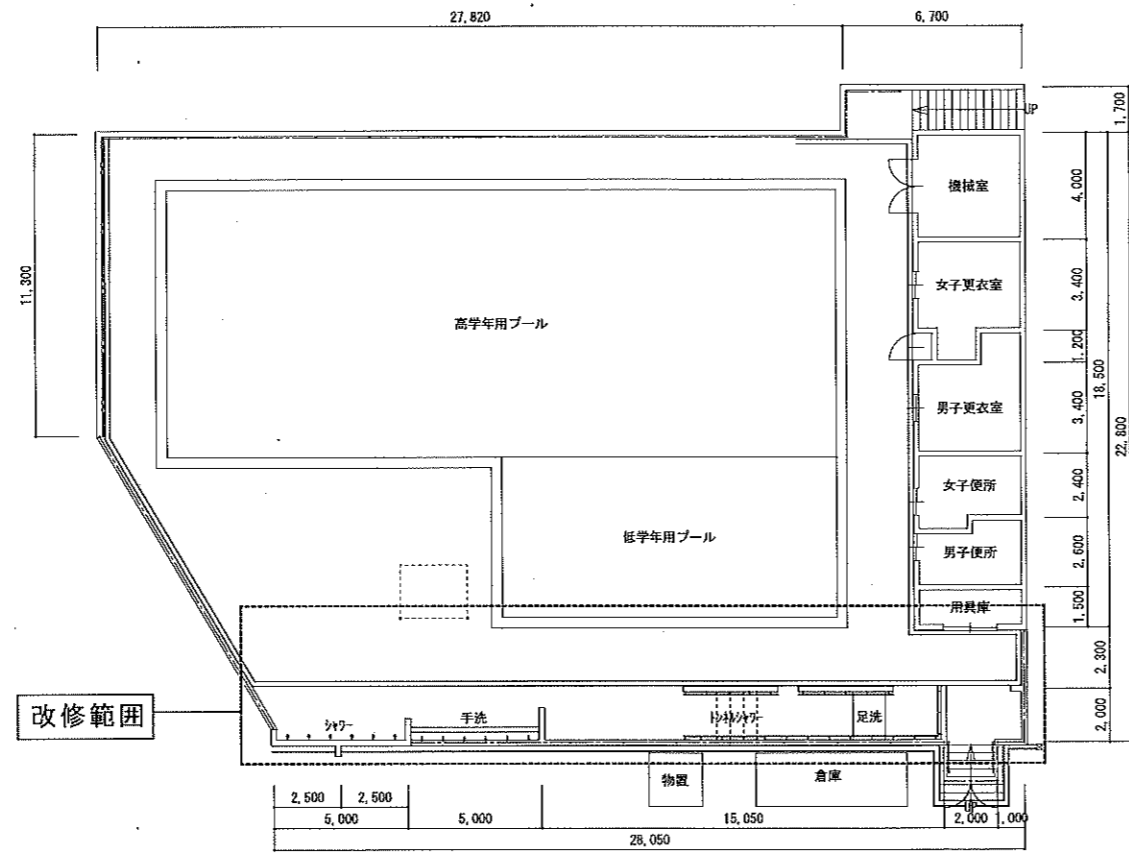 27,820
6,700
UP
1,700
機械室
4,000
11,300
女子更衣室
3,400
高学年用プール
1,200
18,500
男子更衣室
3,400
22,800
女子便所
2,400
低学年用プール
男子便所
2,600
用具庫
1,500
2,300
改修範囲
シャワー
手洗
トンネルシャワー
足洗
2,000
物置
倉庫
UP
2,500
2,500
5,000
5,000
15,050
2,000
1,000
28,050